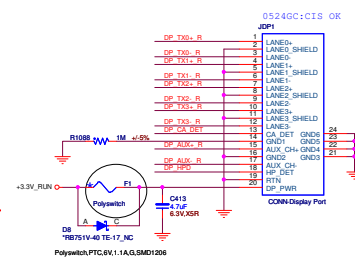 0524GC:CIS OK
JDP1
DP_TX0+_R 1 LANE0+
2 LANE0_SHIELD
DP_TX0-_R 3 LANE0-
DP_TX1+_R 4 LANE1+
5 LANE1_SHIELD
DP_TX1-_R 6 LANE1-
DP_TX2+_R 7 LANE2+
8 LANE2_SHIELD
DP_TX2-_R 9 LANE2-
DP_TX3+_R 10 LANE3+
11 LANE3_SHIELD
DP_TX3-_R 12 LANE3-
R1088 1M +/-5% DP_CA_DET 13 CA_DET GND6 24
14 GND1 GND5 23
DP_AUX+_R 15 AUX_CH+ GND4 22
16 GND2 GND3 21
DP_AUX-_R 17 AUX_CH-
DP_HPD 18 HP_DET
19 RTN
+3.3V_RUN F1 20 DP_PWR
Polyswitch
CONN-Display Port
C413
4.7uF
6.3V,X5R
A C
D8
*RB751V-40 TE-17_NC
Polyswitch,PTC,6V,1.1A,G,SMD1206